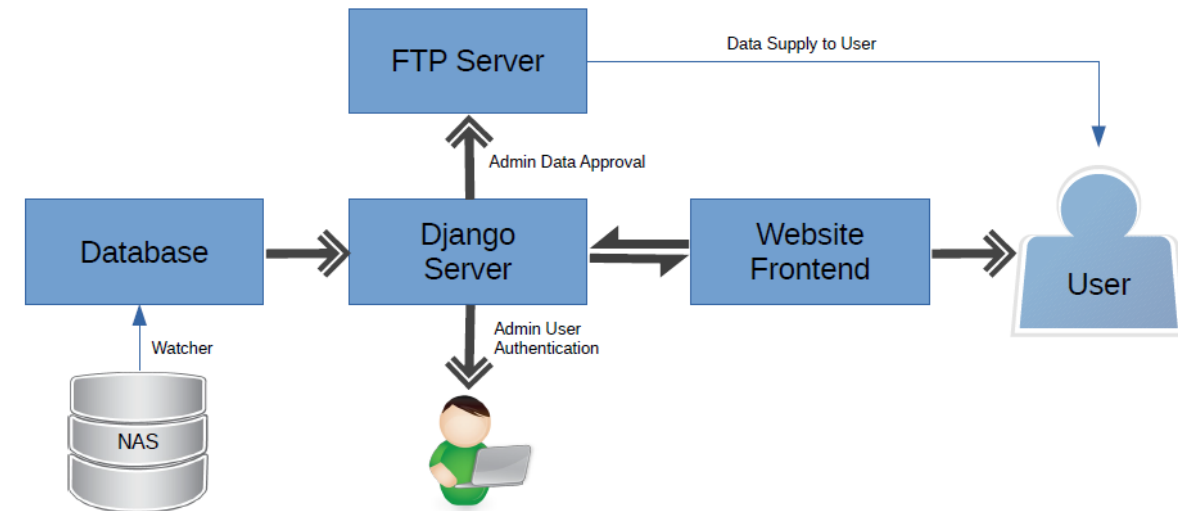 FTP Server
Data Supply to User
Admin Data Approval
Database
Django
Server
Website
Frontend
User
Watcher
Admin User
Authentication
NAS